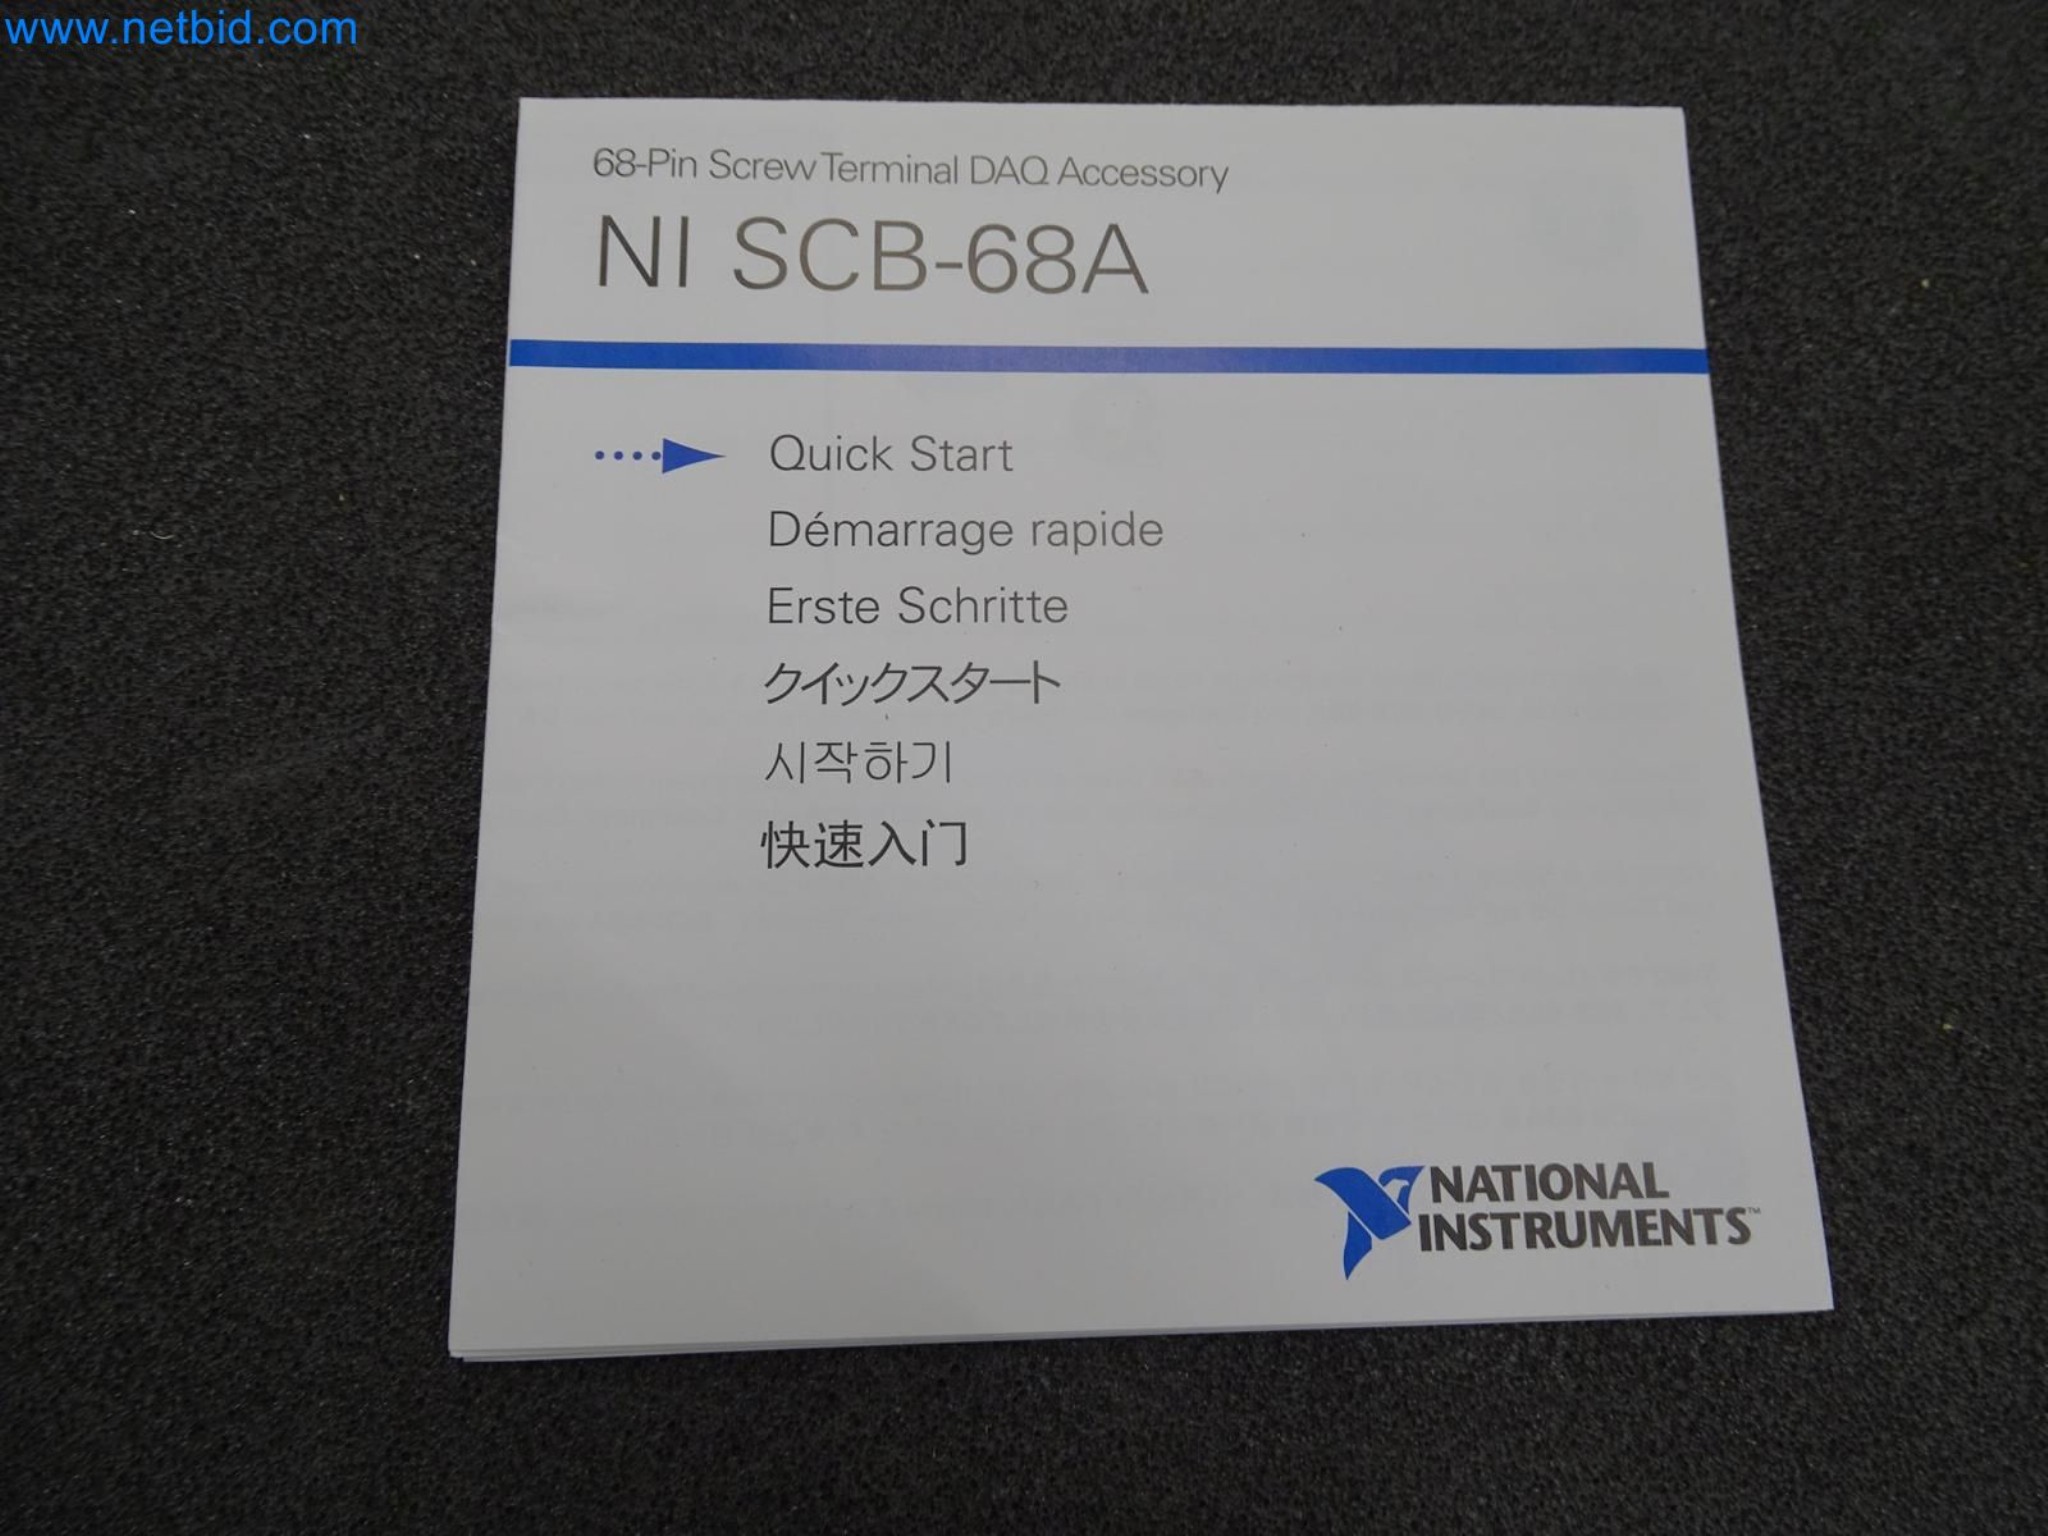 www.netbid.com
68-Pin Screw Terminal DAQ Accessory
NI SCB-68A
Quick Start
Démarrage rapide
Erste Schritte
クイックスタート
시작하기
快速入门
NATIONAL
INSTRUMENTS™